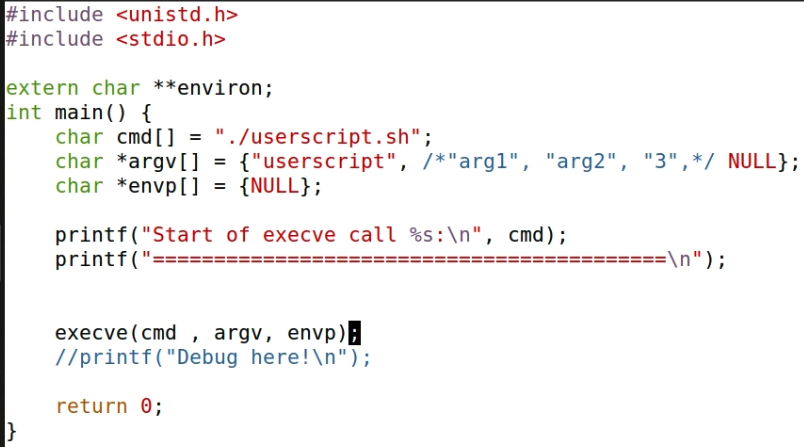 #include <unistd.h>
#include <stdio.h>
extern char **environ;
int main() {
    char cmd[] = "./userscript.sh";
    char *argv[] = {"userscript", /*"arg1", "arg2", "3",*/ NULL};
    char *envp[] = {NULL};
    printf("Start of execve call %s:\n", cmd);
    printf("==========================================\n");
    execve(cmd , argv, envp);
    //printf("Debug here!\n");
    return 0;
}